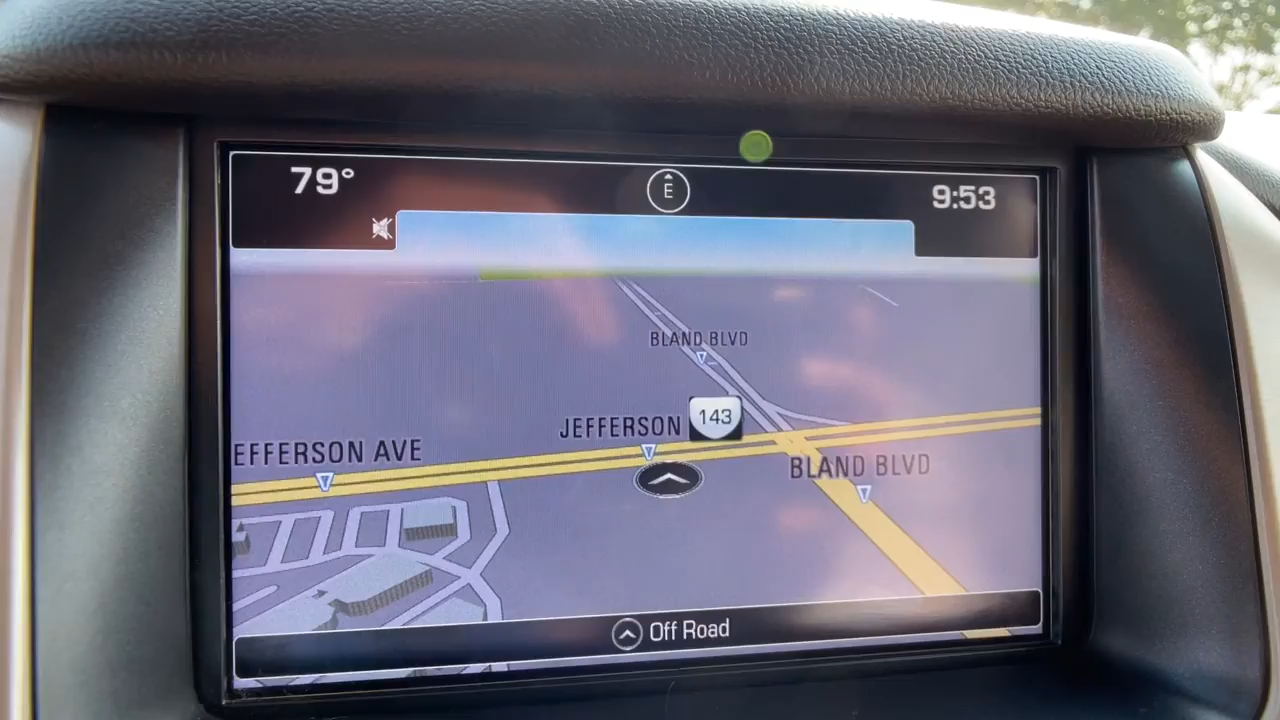 79°
E
9:53
BLAND BLVD
JEFFERSON
143
EFFERSON AVE
BLAND BLVD
Off Road